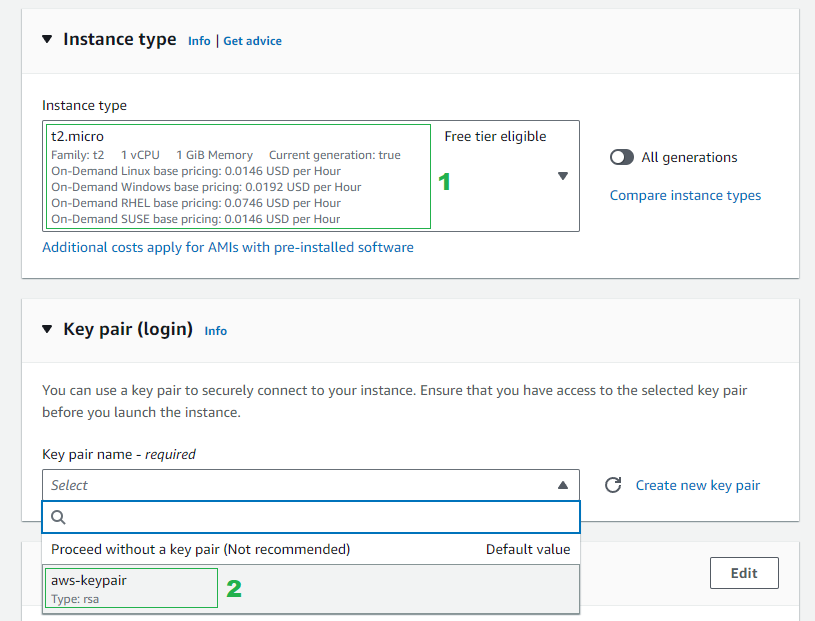 Instance type Info | Get advice
Instance type
t2.micro Free tier eligible
Family: t2 1 vCPU 1 GiB Memory Current generation: true
On-Demand Linux base pricing: 0.0146 USD per Hour
On-Demand Windows base pricing: 0.0192 USD per Hour
On-Demand RHEL base pricing: 0.0746 USD per Hour
On-Demand SUSE base pricing: 0.0146 USD per Hour
1
All generations
Compare instance types
Additional costs apply for AMIs with pre-installed software
Key pair (login) Info
You can use a key pair to securely connect to your instance. Ensure that you have access to the selected key pair
before you launch the instance.
Key pair name - required
Select
Create new key pair
Proceed without a key pair (Not recommended) Default value
aws-keypair
Type: rsa
2
Edit